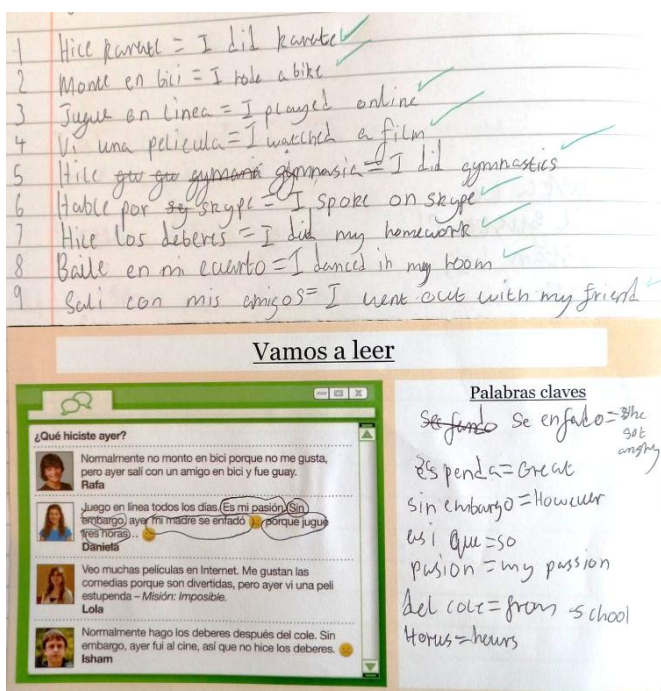 1 Hice karate = I did karate
2 Monte en bici = I rode a bike
3 Jugue en linea = I played online
4 Vi una pelicula = I watched a film
5 Hice gymnasia = I did gymnastics
6 Hable por skype = I spoke on skype
7 Hice los deberes = I did my homework
8 Baile en mi cuarto = I danced in my room
9 Sali con mis amigos = I went out with my friend
Vamos a leer
¿Qué hiciste ayer?
Normalmente no monto en bici porque no me gusta,
pero ayer salí con un amigo en bici y fue guay.
Rafa
Juego en línea todos los días. Es mi pasión. Sin
embargo, ayer mi madre se enfadó porque jugué
tres horas...
Daniela
Veo muchas películas en Internet. Me gustan las
comedias porque son divertidas, pero ayer vi una peli
estupenda – Misión: Imposible.
Lola
Normalmente hago los deberes después del cole. Sin
embargo, ayer fui al cine, así que no hice los deberes.
Isham
Palabras claves
Se enfado = She
got
angry
Es penda = Great
sin embargo = However
asi que = so
pasion = my passion
del cole = from school
Horus = hours